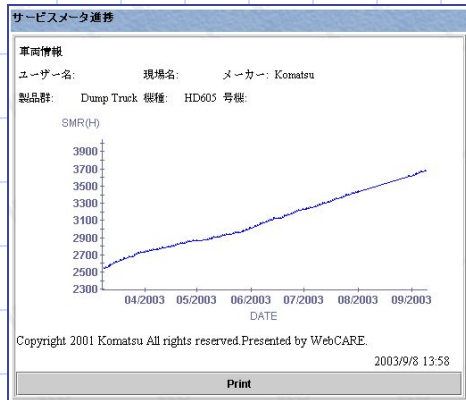 サービスメータ進捗
車両情報
ユーザー名: 現場名: メーカー: Komatsu
製品群: Dump Truck 機種: HD605 号機:
SMR(H)
3900
3700
3500
3300
3100
2900
2700
2500
2300
04/2003 05/2003 06/2003 07/2003 08/2003 09/2003
DATE
Copyright 2001 Komatsu All rights reserved.Presented by WebCARE.
2003/9/8 13:58
Print